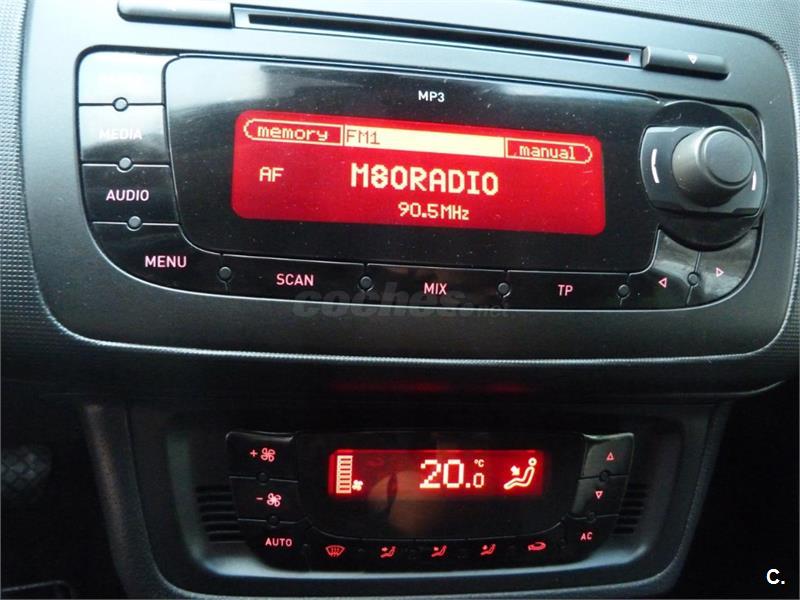 MP3
memory FM1 manual
AF M80RADIO
90.5MHz
MEDIA
AUDIO
MENU SCAN MIX TP
coches.net
+
-
20.0 °C
AUTO AC
C.